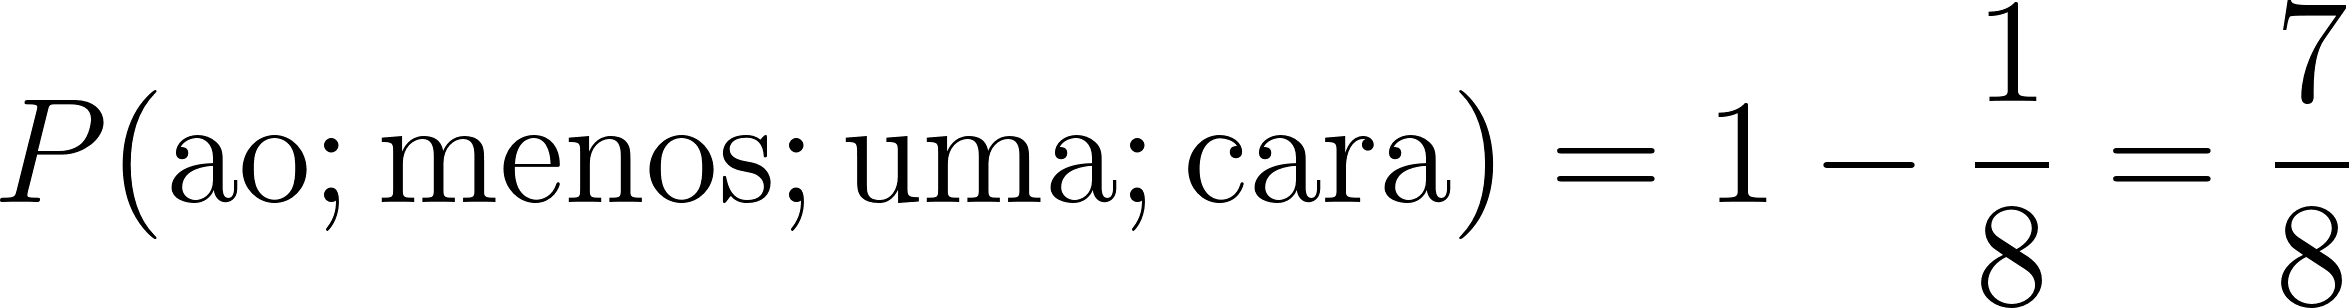 P(ao; menos; uma; cara) = 1 − 1/8 = 7/8